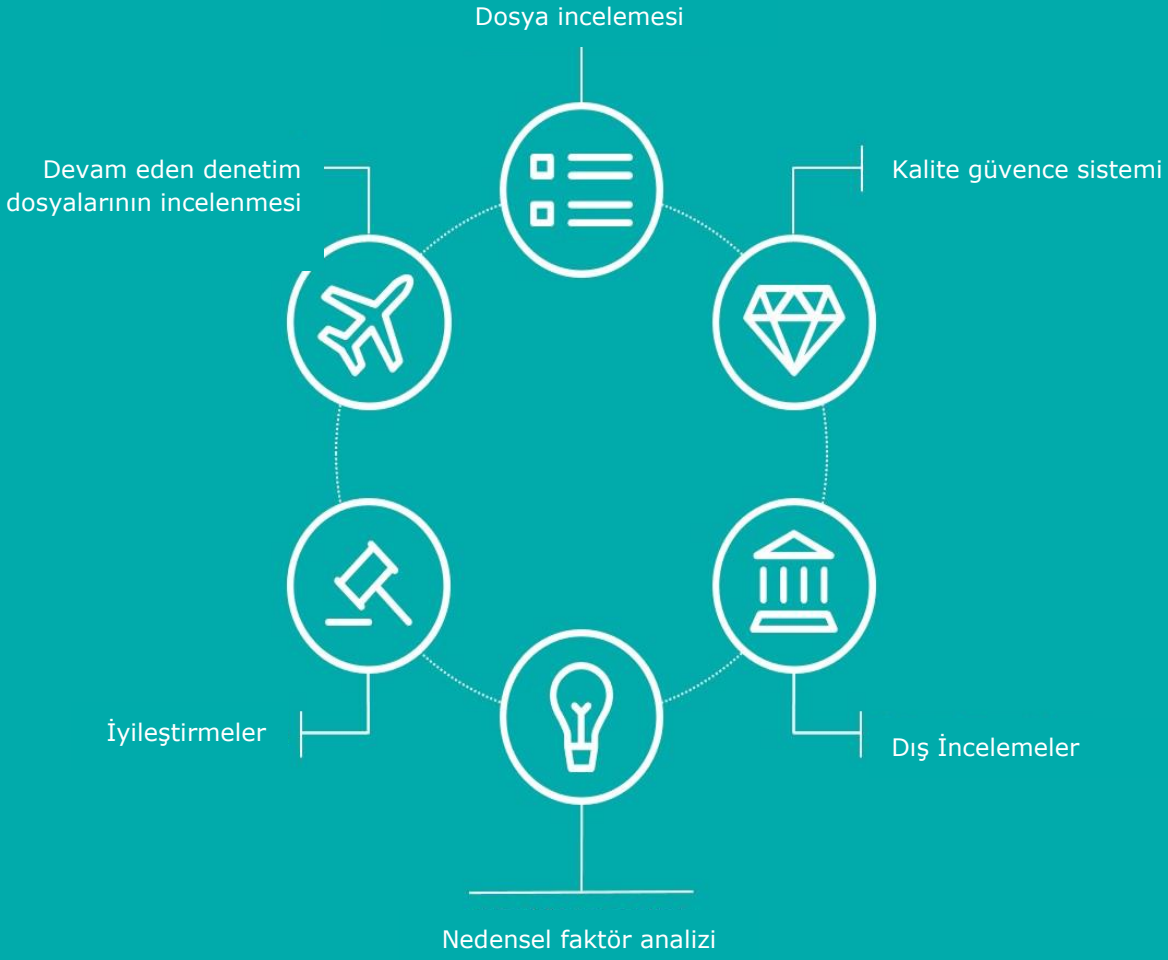 Dosya incelemesi
Devam eden denetim
dosyalarının incelenmesi
Kalite güvence sistemi
İyileştirmeler
Dış İncelemeler
Nedensel faktör analizi